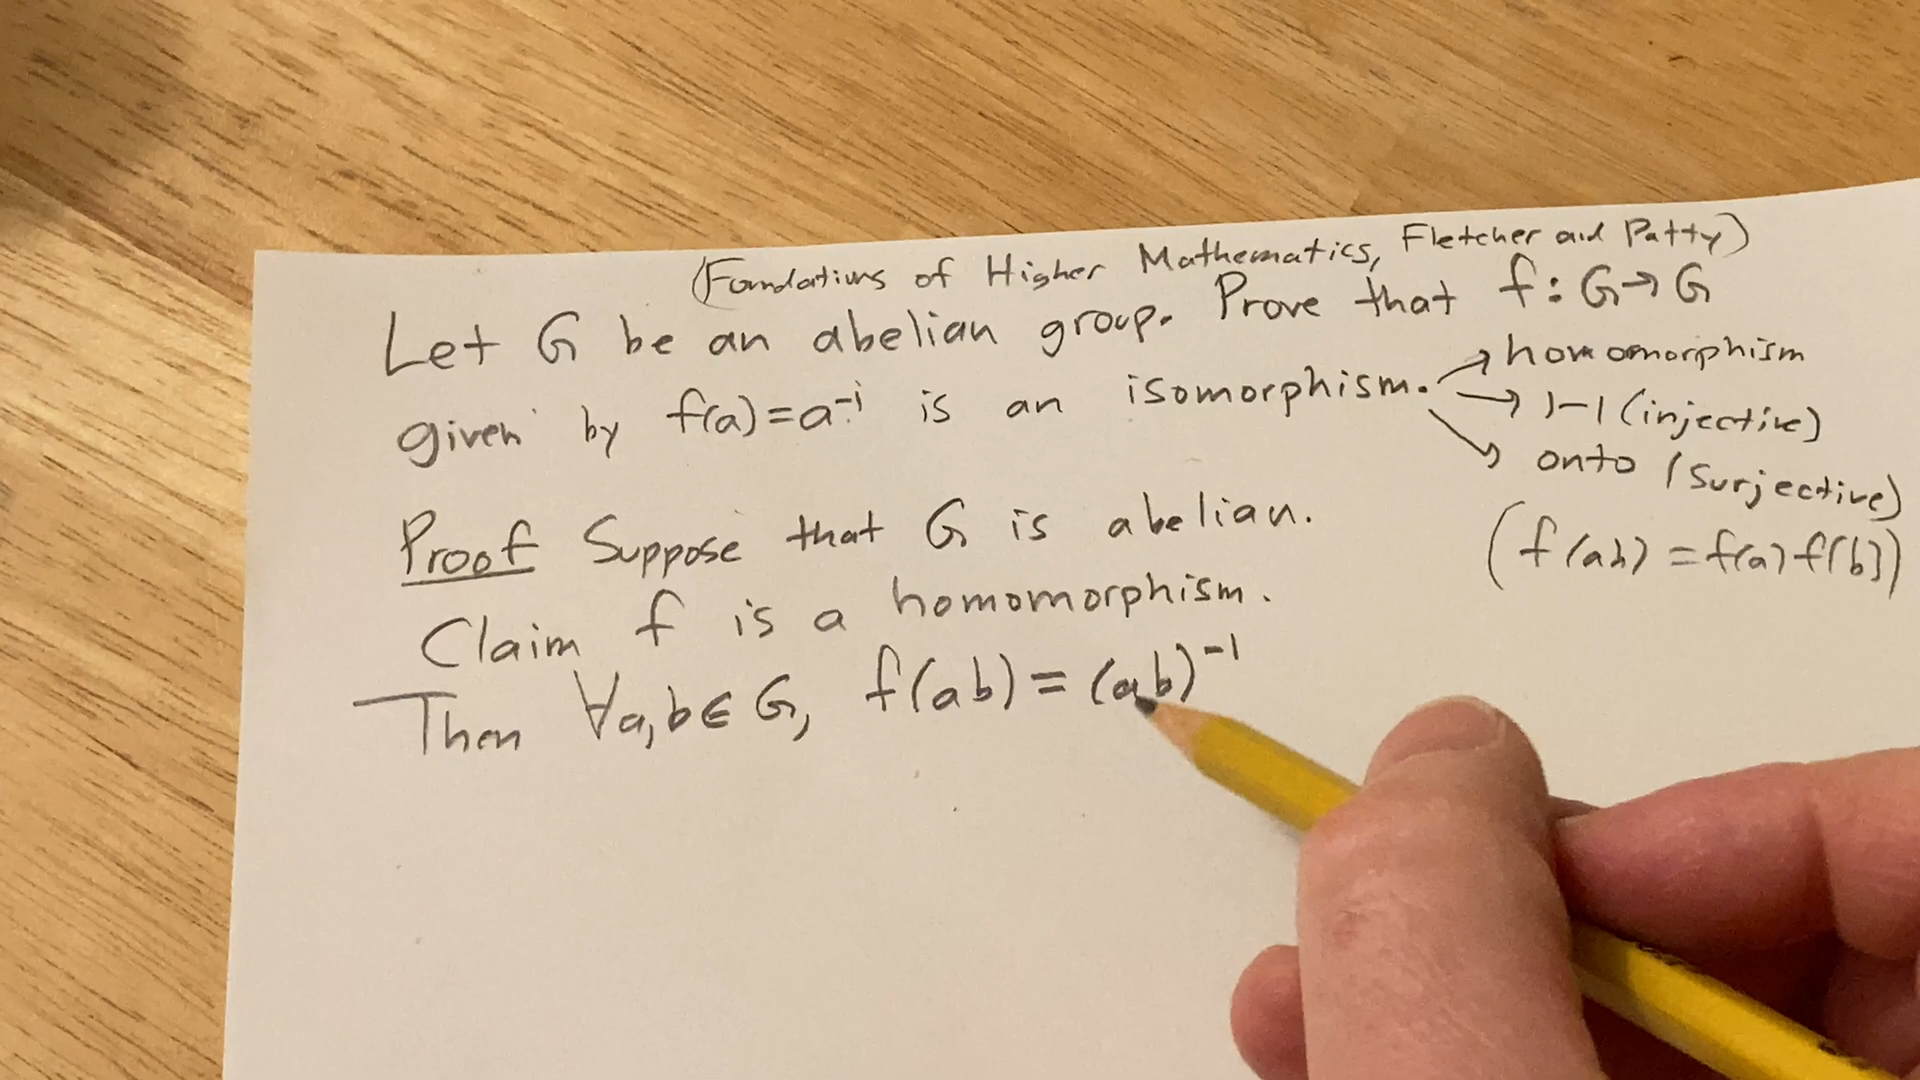 (Foundations of Higher Mathematics, Fletcher and Patty)
Let G be an abelian group. Prove that f: G→G
given by f(a)=a⁻¹ is an isomorphism.
→ homomorphism
→ 1-1 (injective)
→ onto (surjective)
(f(ab) = f(a) f(b))
Proof Suppose that G is abelian.
Claim f is a homomorphism.
Then ∀a,b∈G, f(ab) = (ab)⁻¹